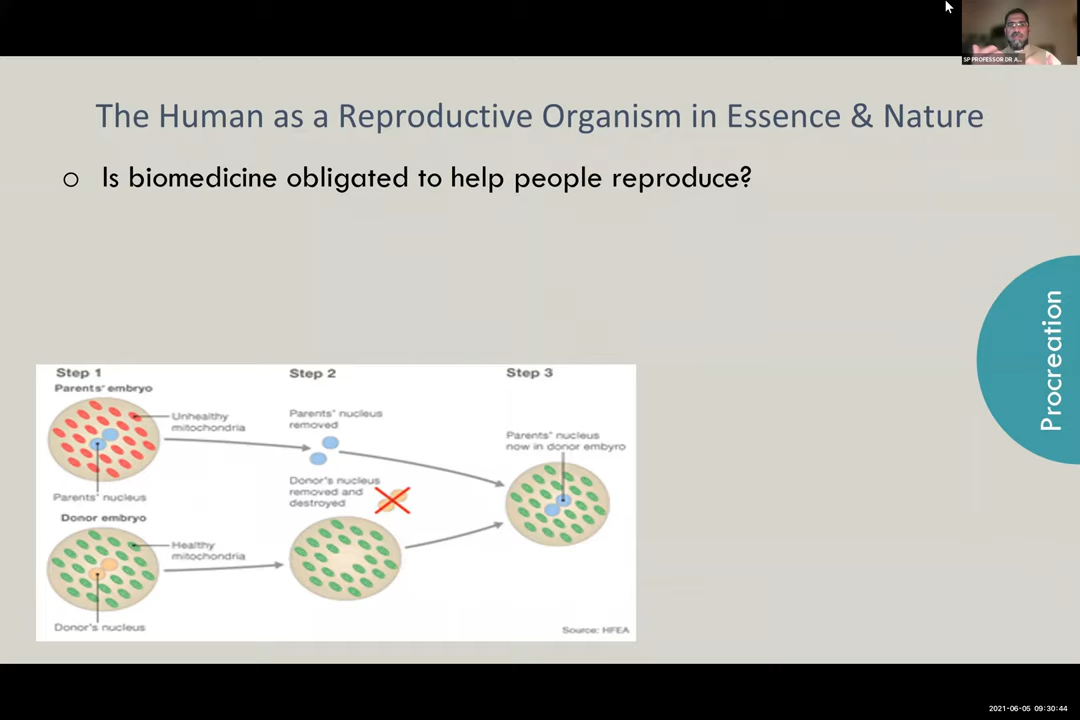 SP PROFESSOR DR A...
The Human as a Reproductive Organism in Essence & Nature
Is biomedicine obligated to help people reproduce?
Procreation
Step 1
Parents' embryo
Unhealthy
mitochondria
Parents' nucleus
Donor embryo
Healthy
mitochondria
Donor's nucleus
Step 2
Parents' nucleus
removed
Donor's nucleus
removed and
destroyed
Step 3
Parents' nucleus
now in donor embyro
Source: HFEA
2021-06-05 09:30:44